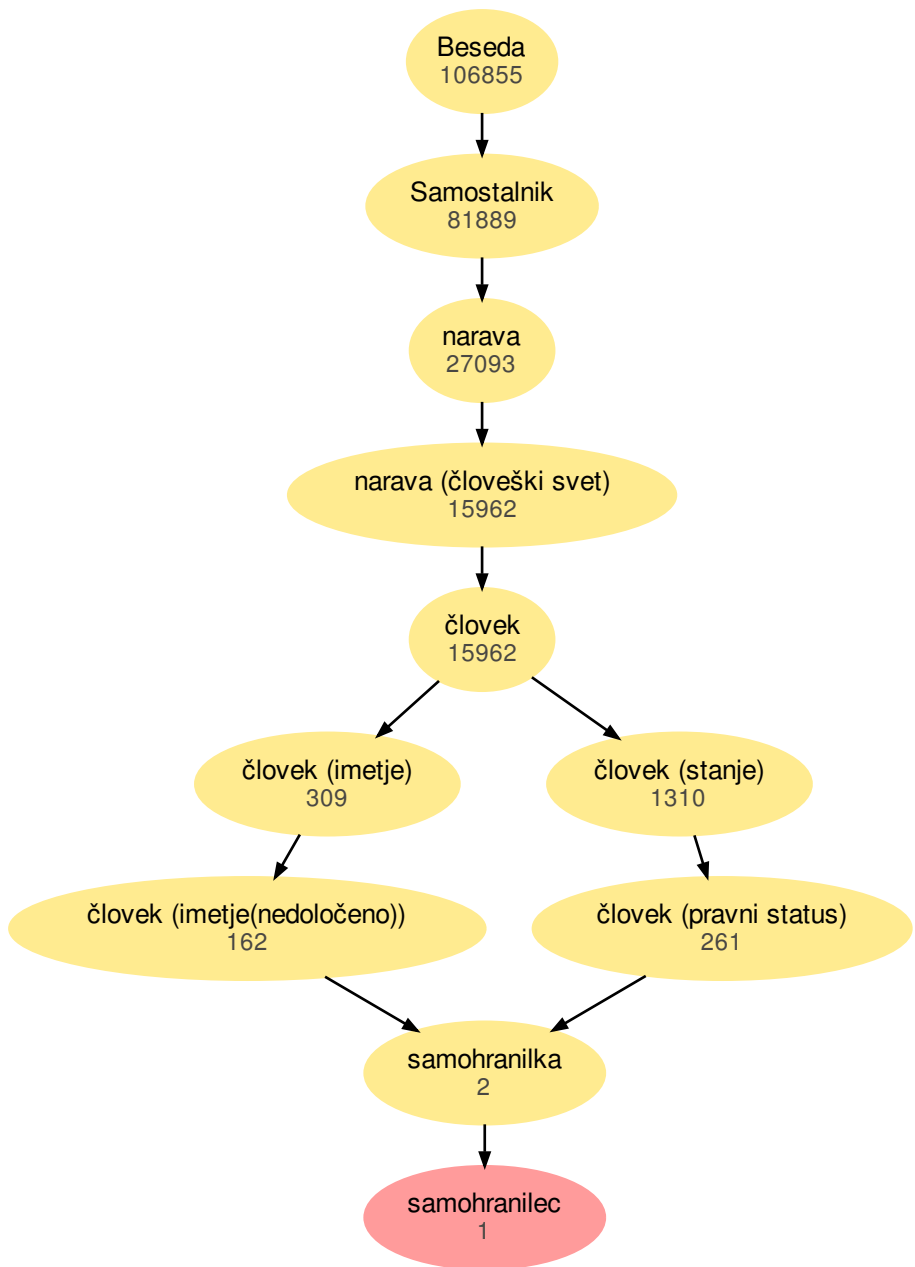 Beseda
106855
Samostalnik
81889
narava
27093
narava (človeški svet)
15962
človek
15962
človek (imetje)
309
človek (stanje)
1310
človek (imetje(nedoločeno))
162
človek (pravni status)
261
samohranilka
2
samohranilec
1